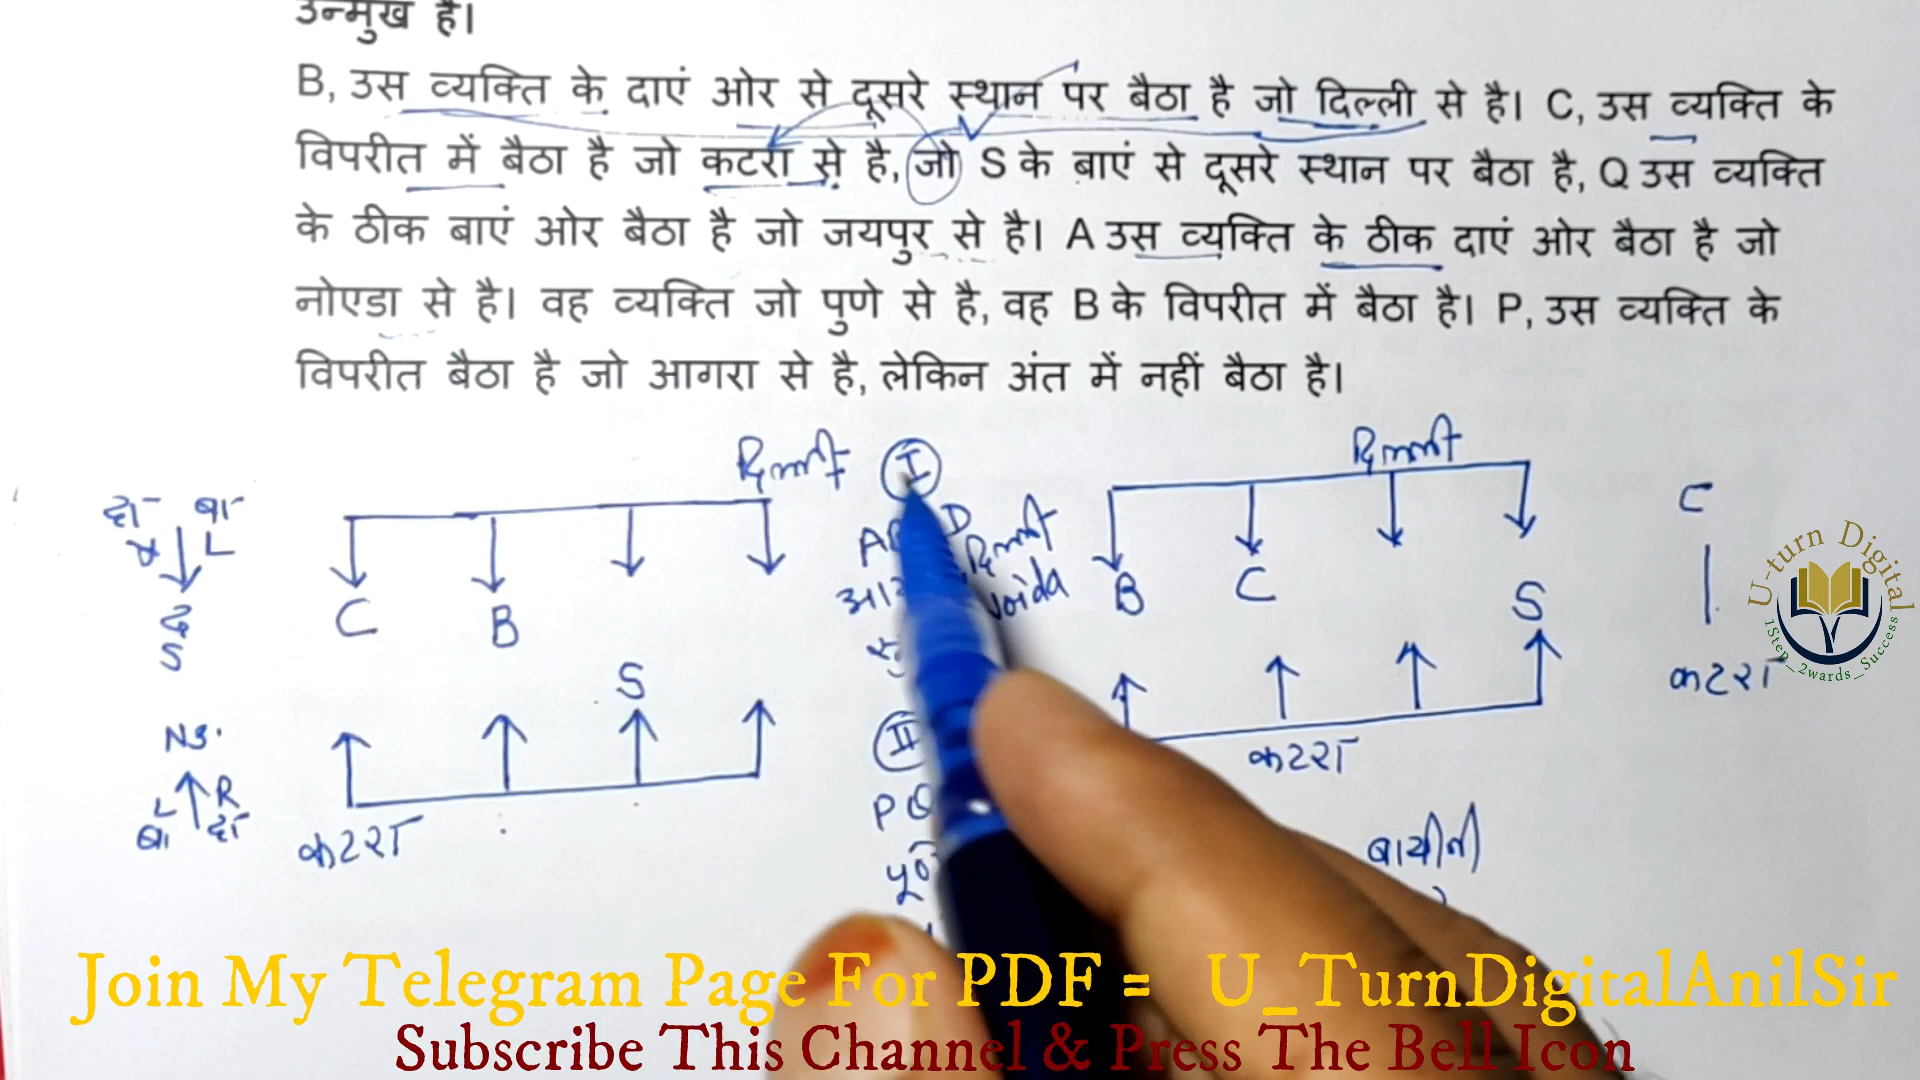 उन्मुख है।
B, उस व्यक्ति के दाएं ओर से दूसरे स्थान पर बैठा है जो दिल्ली से है। C, उस व्यक्ति के
विपरीत में बैठा है जो कटरा से है, जो S के बाएं से दूसरे स्थान पर बैठा है, Q उस व्यक्ति
के ठीक बाएं ओर बैठा है जो जयपुर से है। A उस व्यक्ति के ठीक दाएं ओर बैठा है जो
नोएडा से है। वह व्यक्ति जो पुणे से है, वह B के विपरीत में बैठा है। P, उस व्यक्ति के
विपरीत बैठा है जो आगरा से है, लेकिन अंत में नहीं बैठा है।
दा बा
L
द
S
C B
S
N
L R
बा दा
कटरा
I
D
II
P Q
B C S
कटरा
C
कटरा
U-turn Digital
1Step_2wards_Success
Join My Telegram Page For PDF = U_TurnDigitalAnilSir
Subscribe This Channel & Press The Bell Icon